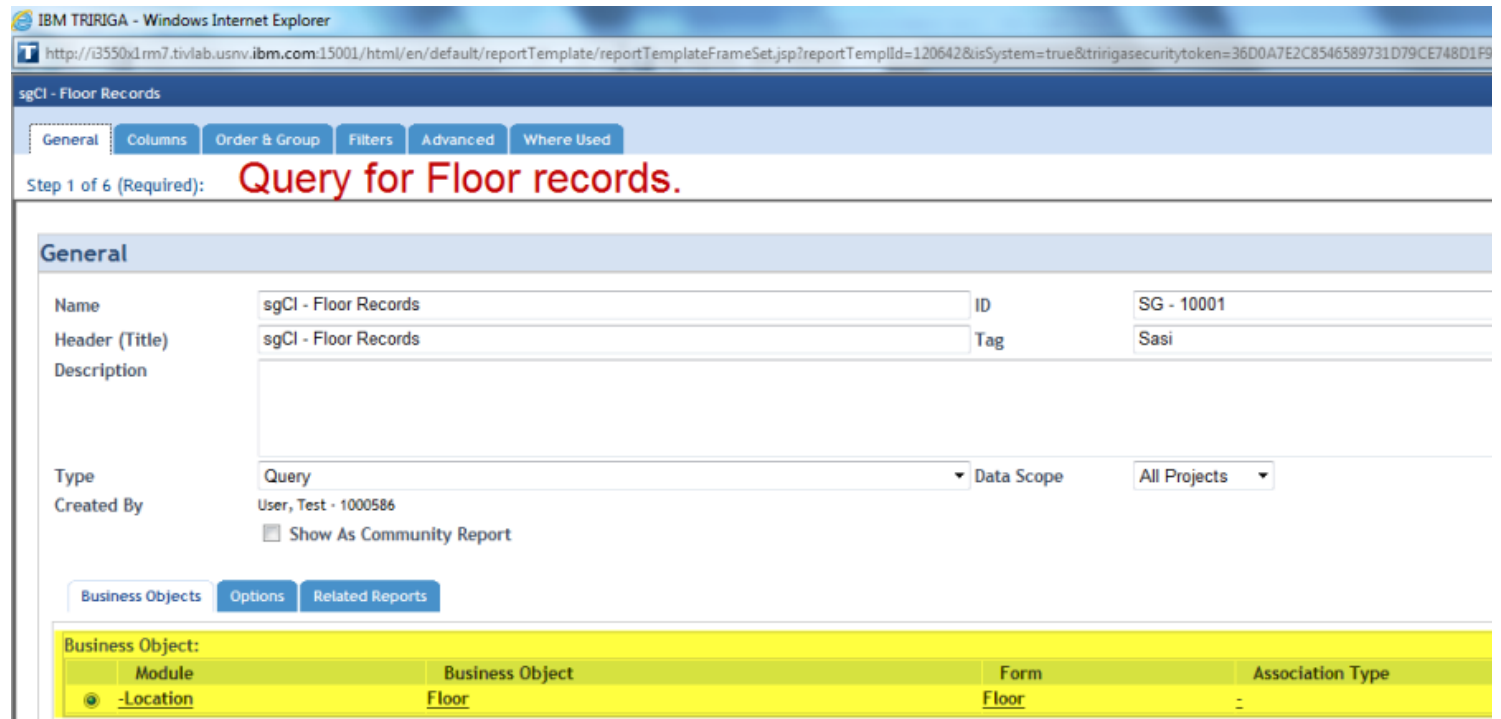 IBM TRIRIGA - Windows Internet Explorer
http://i3550x1rm7.tivlab.usnv.ibm.com:15001/html/en/default/reportTemplate/reportTemplateFrameSet.jsp?reportTemplId=120642&isSystem=true&tririgasecuritytoken=36D0A7E2C8546589731D79CE748D1F9
sgCI - Floor Records
General Columns Order & Group Filters Advanced Where Used
Step 1 of 6 (Required): Query for Floor records.
General
Name sgCI - Floor Records ID SG - 10001
Header (Title) sgCI - Floor Records Tag Sasi
Description
Type Query Data Scope All Projects
Created By User, Test - 1000586
Show As Community Report
Business Objects Options Related Reports
Business Object:
Module Business Object Form Association Type
-Location Floor Floor -